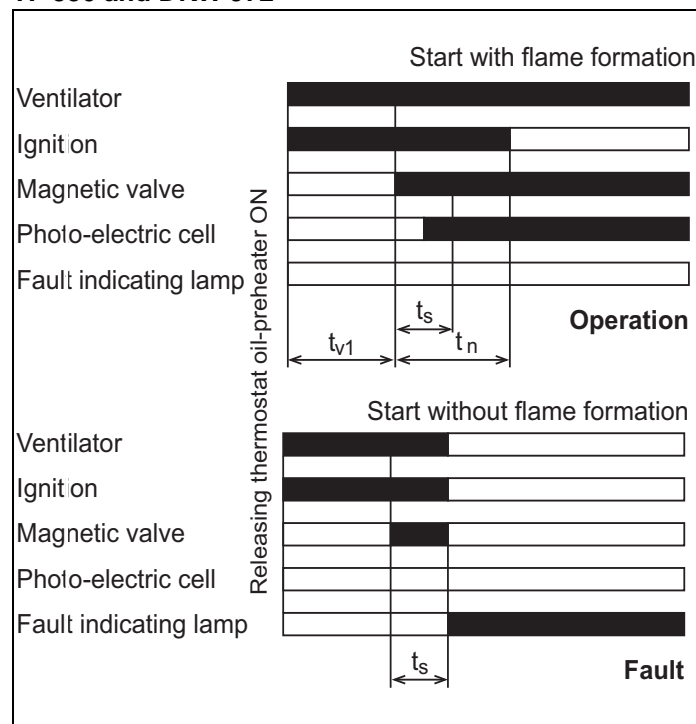 Start with flame formation
Ventilator
Ignition
Magnetic valve
Photo-electric cell
Fault indicating lamp
Releasing thermostat oil-preheater ON
ts
Operation
tv1
tn
Start without flame formation
Ventilator
Ignition
Magnetic valve
Photo-electric cell
Fault indicating lamp
ts
Fault